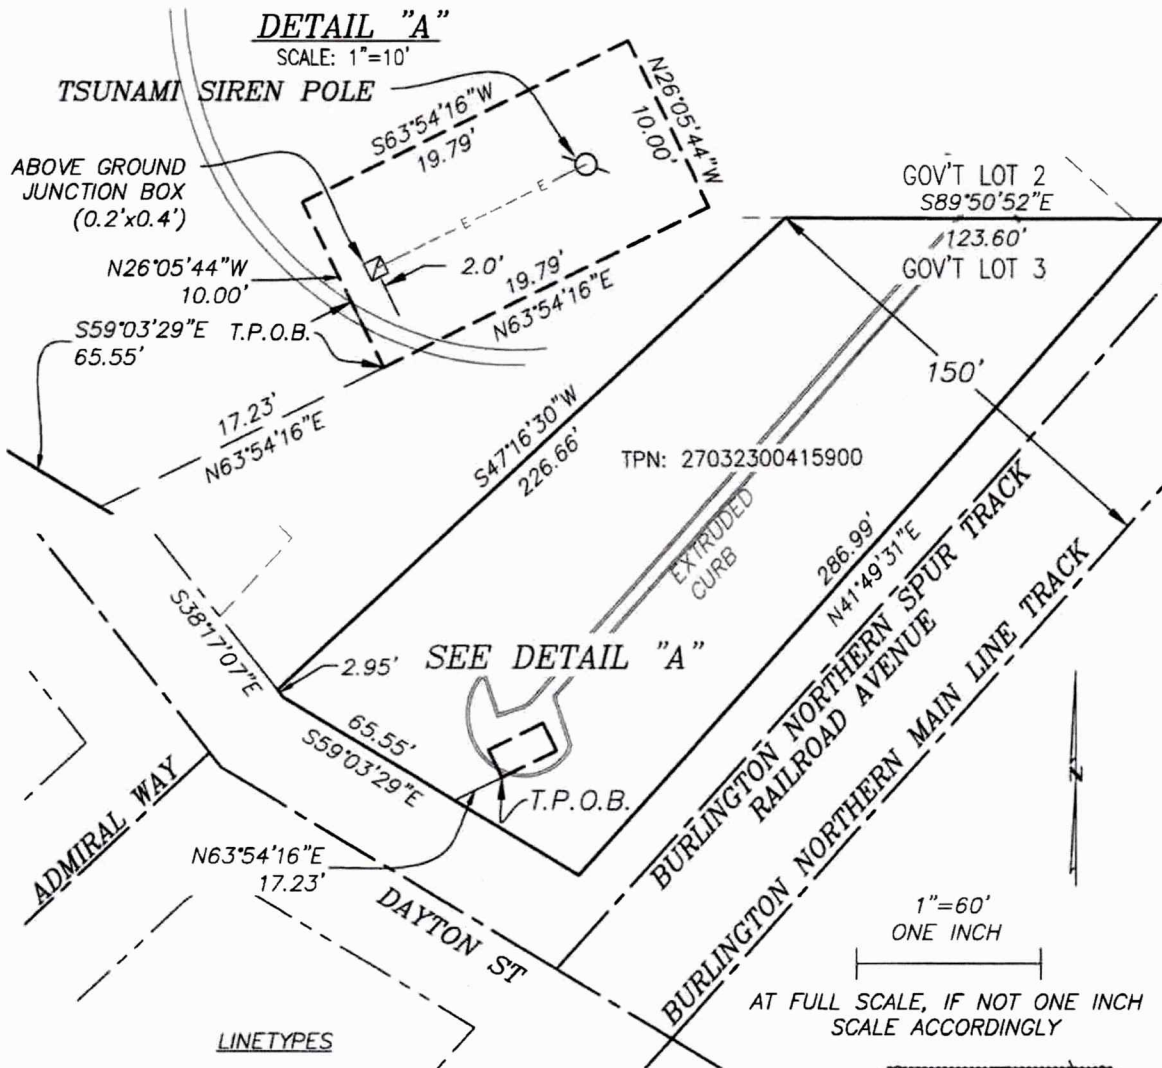 DETAIL "A"
SCALE: 1"=10'
TSUNAMI SIREN POLE
S63°54'16"W
19.79'
N26°05'44"W
10.00'
ABOVE GROUND
JUNCTION BOX
(0.2'x0.4')
E
E
2.0'
N26°05'44"W
10.00'
19.79'
N63°54'16"E
S59°03'29"E
65.55'
T.P.O.B.
17.23'
N63°54'16"E
GOV'T LOT 2
S89°50'52"E
123.60'
GOV'T LOT 3
150'
S47°16'30"W
226.66'
TPN: 27032300415900
EXTRUDED
CURB
286.99'
N41°49'31"E
BURLINGTON NORTHERN SPUR TRACK
RAILROAD AVENUE
BURLINGTON NORTHERN MAIN LINE TRACK
S38°17'07"E
2.95'
SEE DETAIL "A"
65.55'
S59°03'29"E
T.P.O.B.
N63°54'16"E
17.23'
ADMIRAL WAY
DAYTON ST
N
1"=60'
ONE INCH
AT FULL SCALE, IF NOT ONE INCH
SCALE ACCORDINGLY
LINETYPES